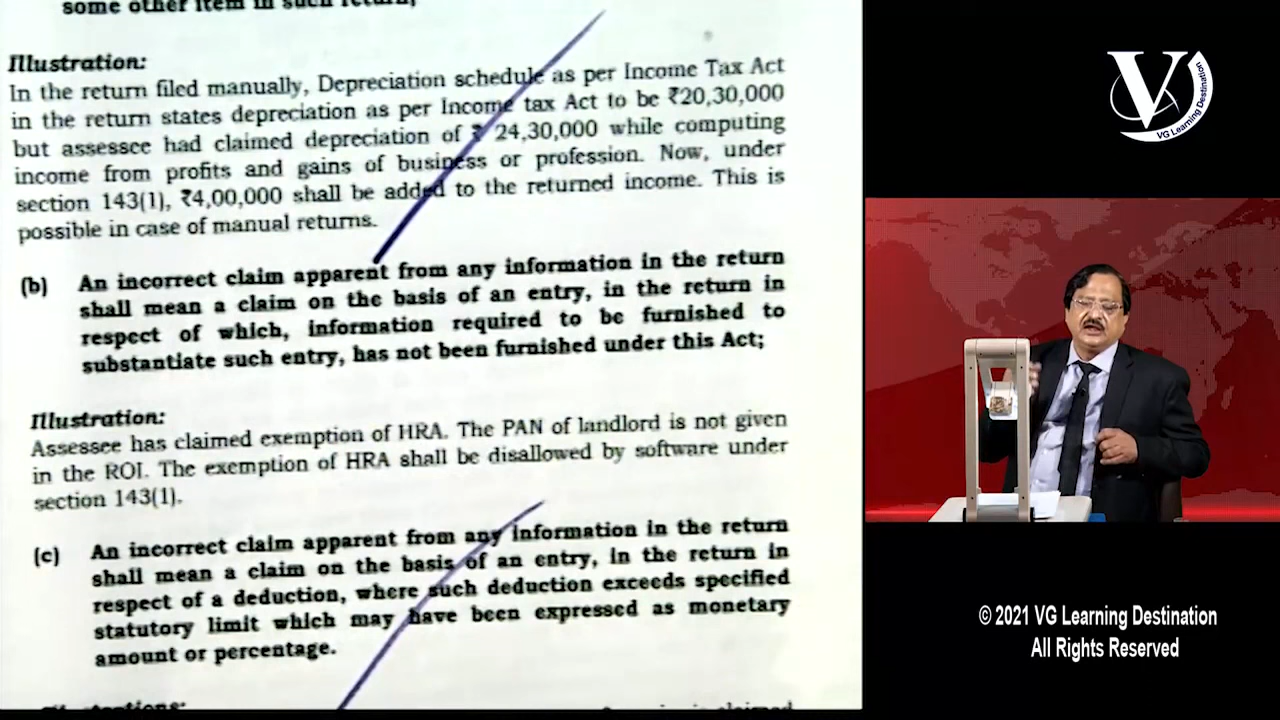 some other item in such return;
Illustration:
In the return filed manually, Depreciation schedule as per Income Tax Act
in the return states depreciation as per Income tax Act to be ₹20,30,000
but assessee had claimed depreciation of ₹ 24,30,000 while computing
income from profits and gains of business or profession. Now, under
section 143(1), ₹4,00,000 shall be added to the returned income. This is
possible in case of manual returns.
(b) An incorrect claim apparent from any information in the return
shall mean a claim on the basis of an entry, in the return in
respect of which, information required to be furnished to
substantiate such entry, has not been furnished under this Act;
Illustration:
Assessee has claimed exemption of HRA. The PAN of landlord is not given
in the ROI. The exemption of HRA shall be disallowed by software under
section 143(1).
(c) An incorrect claim apparent from any information in the return
shall mean a claim on the basis of an entry, in the return in
respect of a deduction, where such deduction exceeds specified
statutory limit which may have been expressed as monetary
amount or percentage.
V
VG Learning Destination
© 2021 VG Learning Destination
All Rights Reserved